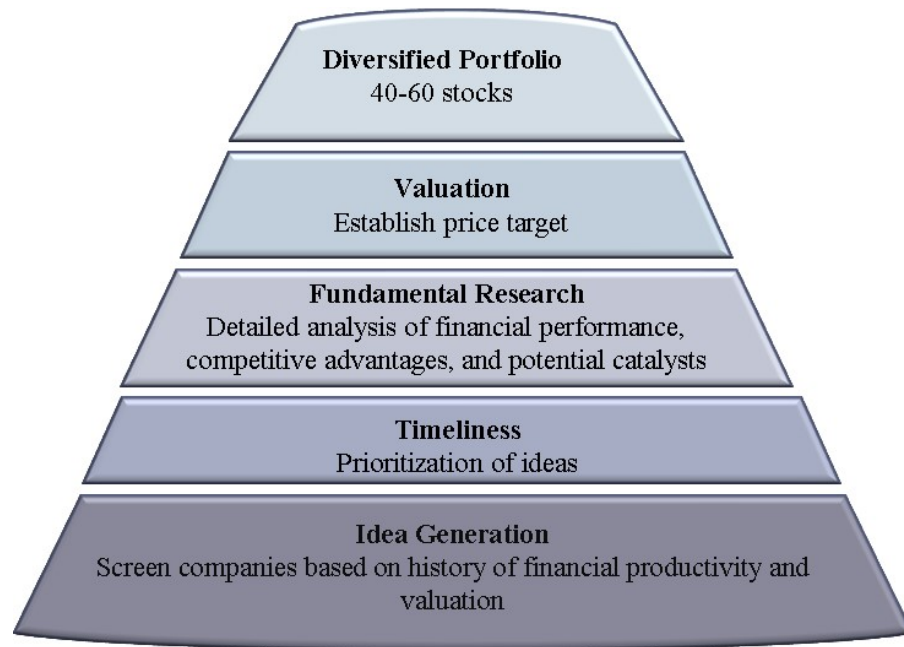 Diversified Portfolio
40-60 stocks
Valuation
Establish price target
Fundamental Research
Detailed analysis of financial performance,
competitive advantages, and potential catalysts
Timeliness
Prioritization of ideas
Idea Generation
Screen companies based on history of financial productivity and
valuation